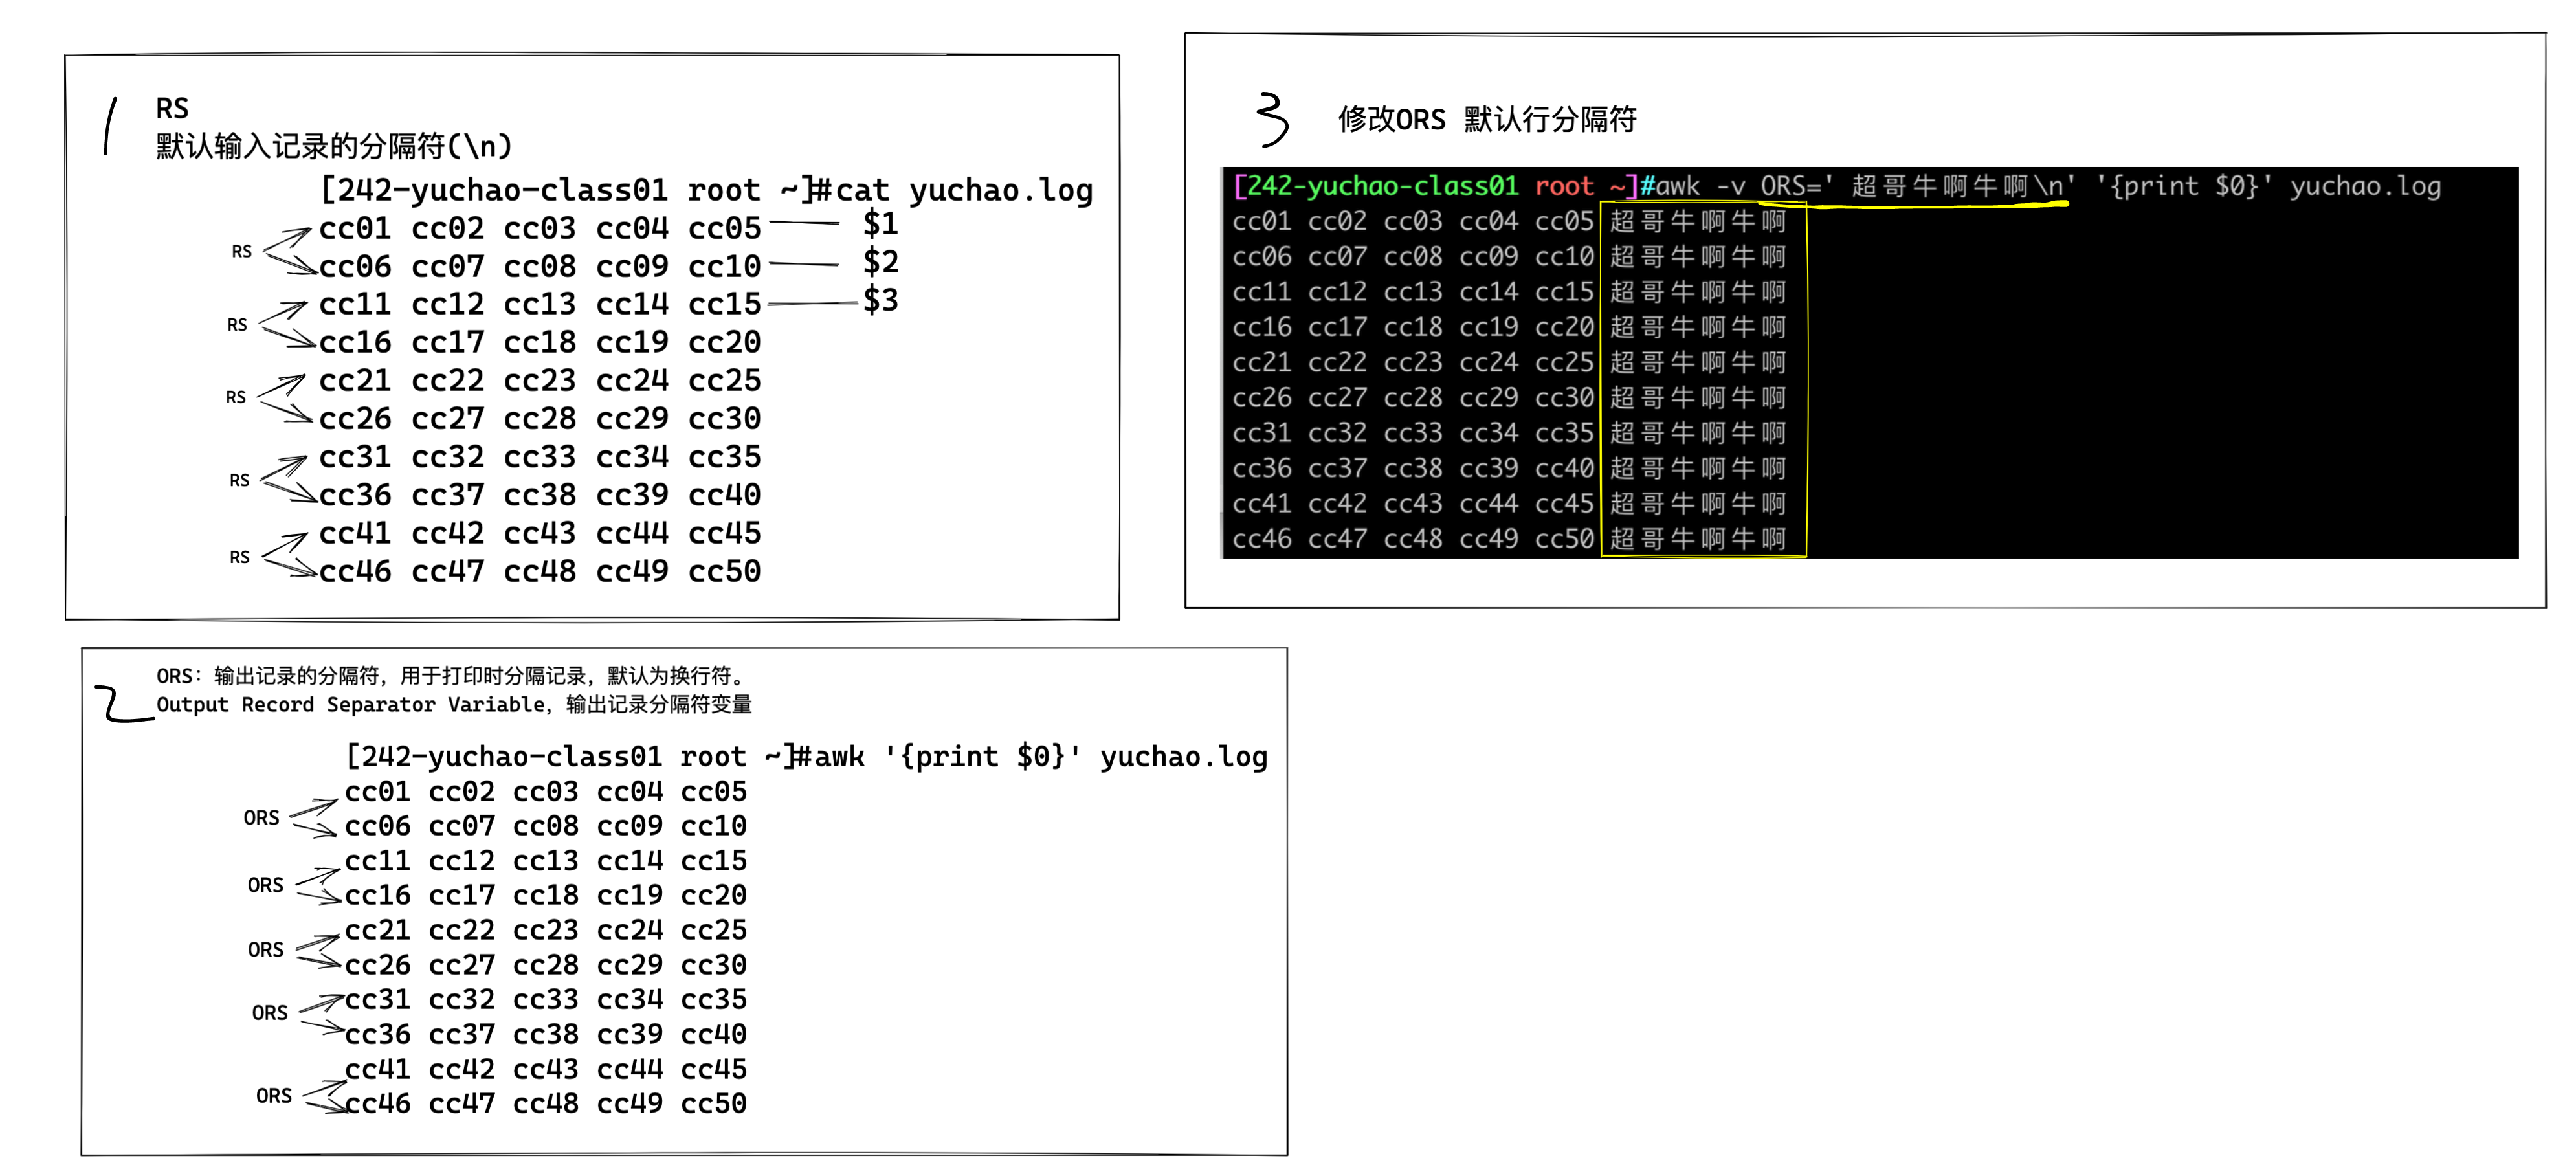 1
RS
默认输入记录的分隔符(\n)
[242-yuchao-class01 root ~]#cat yuchao.log
cc01 cc02 cc03 cc04 cc05 $1
RS
cc06 cc07 cc08 cc09 cc10 $2
cc11 cc12 cc13 cc14 cc15 $3
RS
cc16 cc17 cc18 cc19 cc20
cc21 cc22 cc23 cc24 cc25
RS
cc26 cc27 cc28 cc29 cc30
cc31 cc32 cc33 cc34 cc35
RS
cc36 cc37 cc38 cc39 cc40
cc41 cc42 cc43 cc44 cc45
RS
cc46 cc47 cc48 cc49 cc50
2
ORS：输出记录的分隔符，用于打印时分隔记录，默认为换行符。
Output Record Separator Variable，输出记录分隔符变量
[242-yuchao-class01 root ~]#awk '{print $0}' yuchao.log
cc01 cc02 cc03 cc04 cc05
ORS
cc06 cc07 cc08 cc09 cc10
cc11 cc12 cc13 cc14 cc15
ORS
cc16 cc17 cc18 cc19 cc20
cc21 cc22 cc23 cc24 cc25
ORS
cc26 cc27 cc28 cc29 cc30
cc31 cc32 cc33 cc34 cc35
ORS
cc36 cc37 cc38 cc39 cc40
cc41 cc42 cc43 cc44 cc45
ORS
cc46 cc47 cc48 cc49 cc50
3
修改ORS 默认行分隔符
[242-yuchao-class01 root ~]#awk -v ORS=' 超哥牛啊牛啊\n' '{print $0}' yuchao.log
cc01 cc02 cc03 cc04 cc05 超哥牛啊牛啊
cc06 cc07 cc08 cc09 cc10 超哥牛啊牛啊
cc11 cc12 cc13 cc14 cc15 超哥牛啊牛啊
cc16 cc17 cc18 cc19 cc20 超哥牛啊牛啊
cc21 cc22 cc23 cc24 cc25 超哥牛啊牛啊
cc26 cc27 cc28 cc29 cc30 超哥牛啊牛啊
cc31 cc32 cc33 cc34 cc35 超哥牛啊牛啊
cc36 cc37 cc38 cc39 cc40 超哥牛啊牛啊
cc41 cc42 cc43 cc44 cc45 超哥牛啊牛啊
cc46 cc47 cc48 cc49 cc50 超哥牛啊牛啊